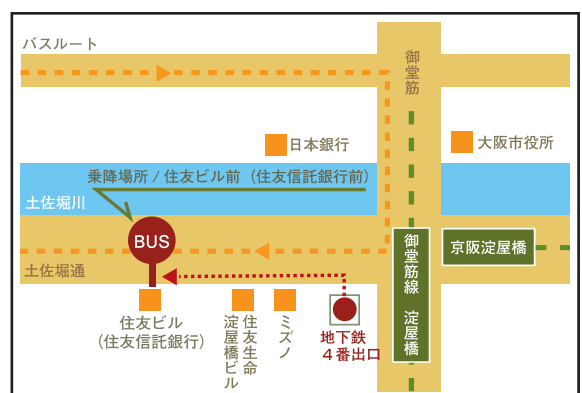 バスルート
御堂筋
日本銀行
大阪市役所
乗降場所 / 住友ビル前（住友信託銀行前）
土佐堀川
BUS
御堂筋線 淀屋橋
京阪淀屋橋
土佐堀通
住友ビル
(住友信託銀行)
住友生命
淀屋橋ビル
ミズノ
地下鉄
４番出口